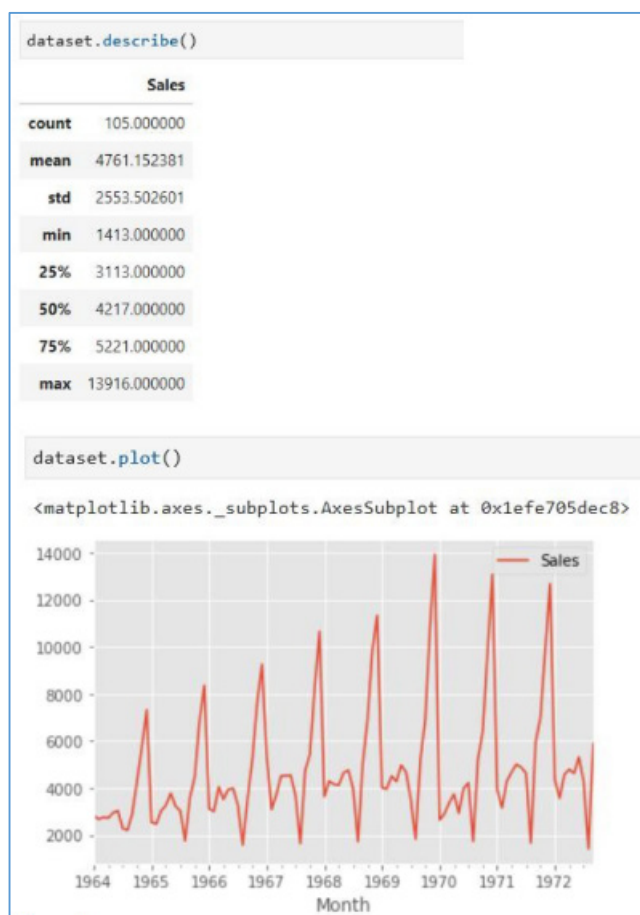 dataset.describe()
Sales
count 105.000000
mean 4761.152381
std 2553.502601
min 1413.000000
25% 3113.000000
50% 4217.000000
75% 5221.000000
max 13916.000000
dataset.plot()
<matplotlib.axes._subplots.AxesSubplot at 0x1efe705dec8>
Sales
14000
12000
10000
8000
6000
4000
2000
1964 1965 1966 1967 1968 1969 1970 1971 1972
Month